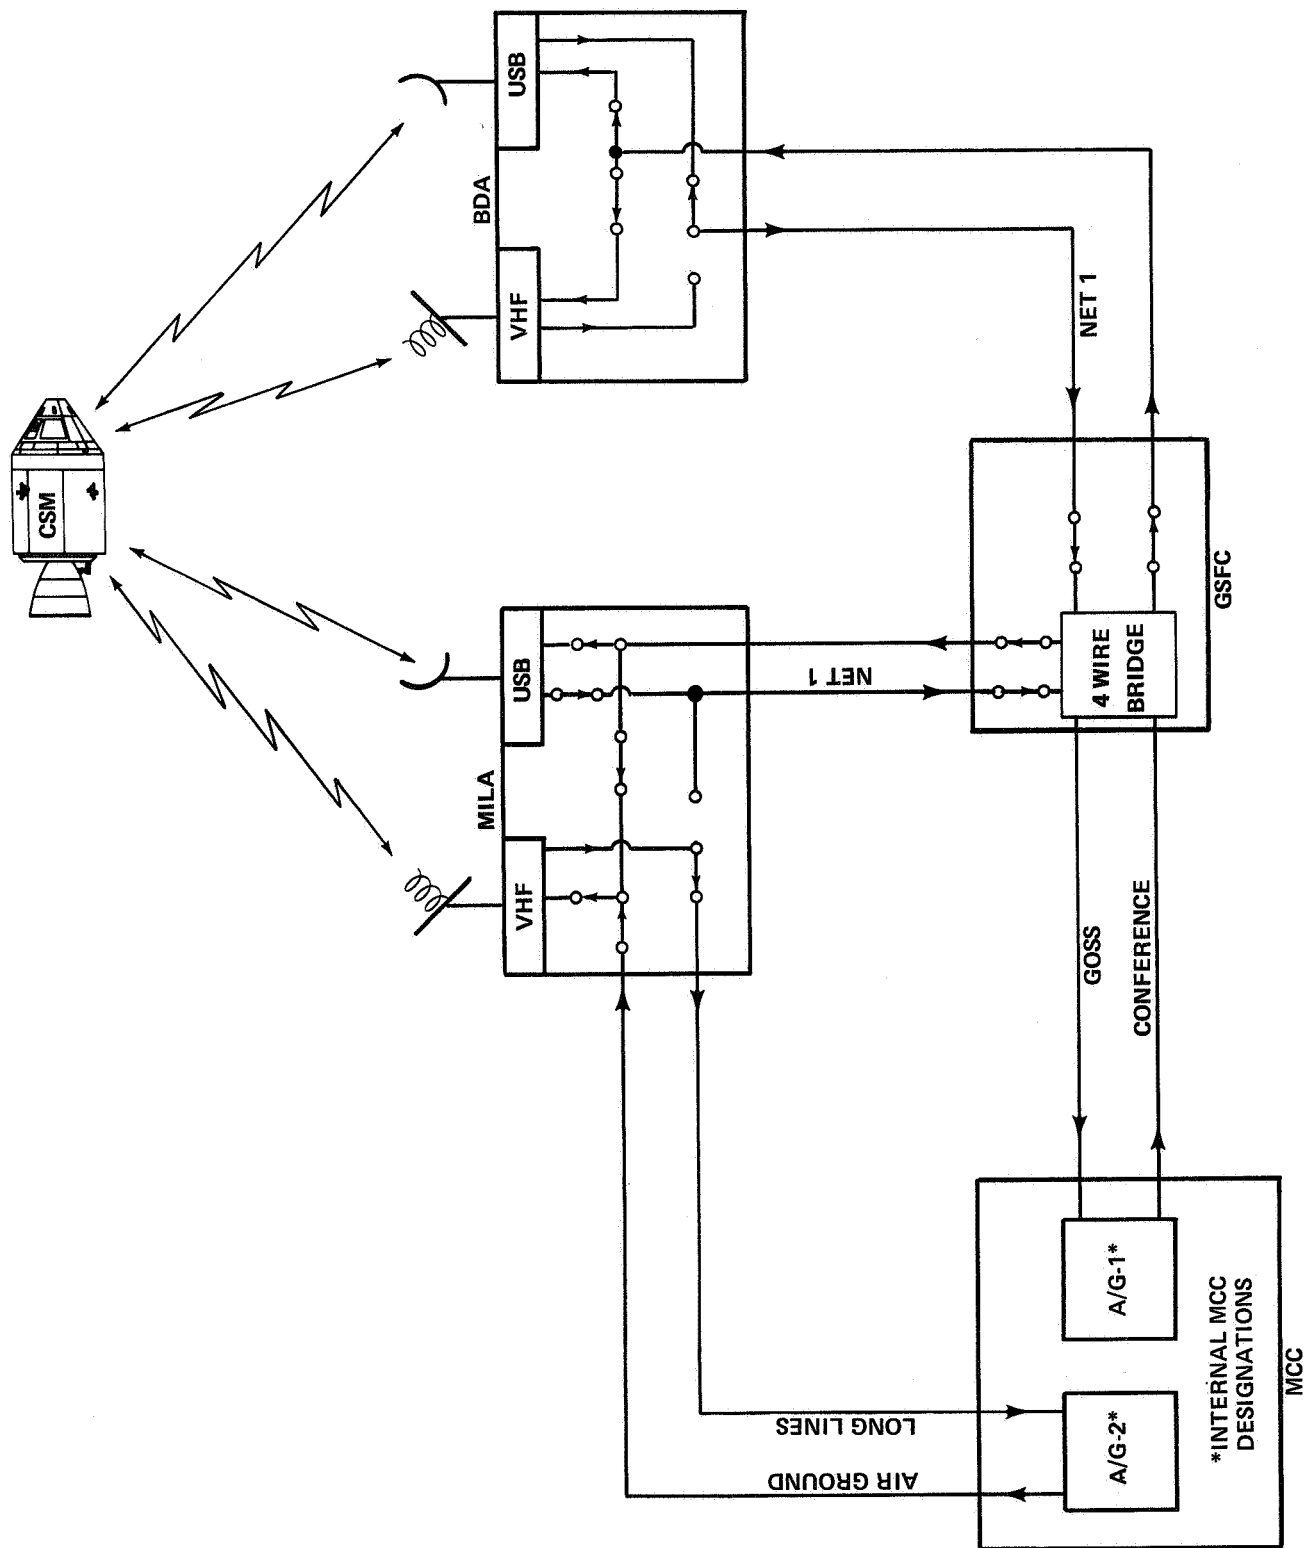 CSM
USB
BDA
VHF
NET 1
USB
MILA
VHF
NET 1
4 WIRE
BRIDGE
GSFC
GOSS
CONFERENCE
LONG LINES
AIR GROUND
A/G-1*
A/G-2*
*INTERNAL MCC
DESIGNATIONS
MCC